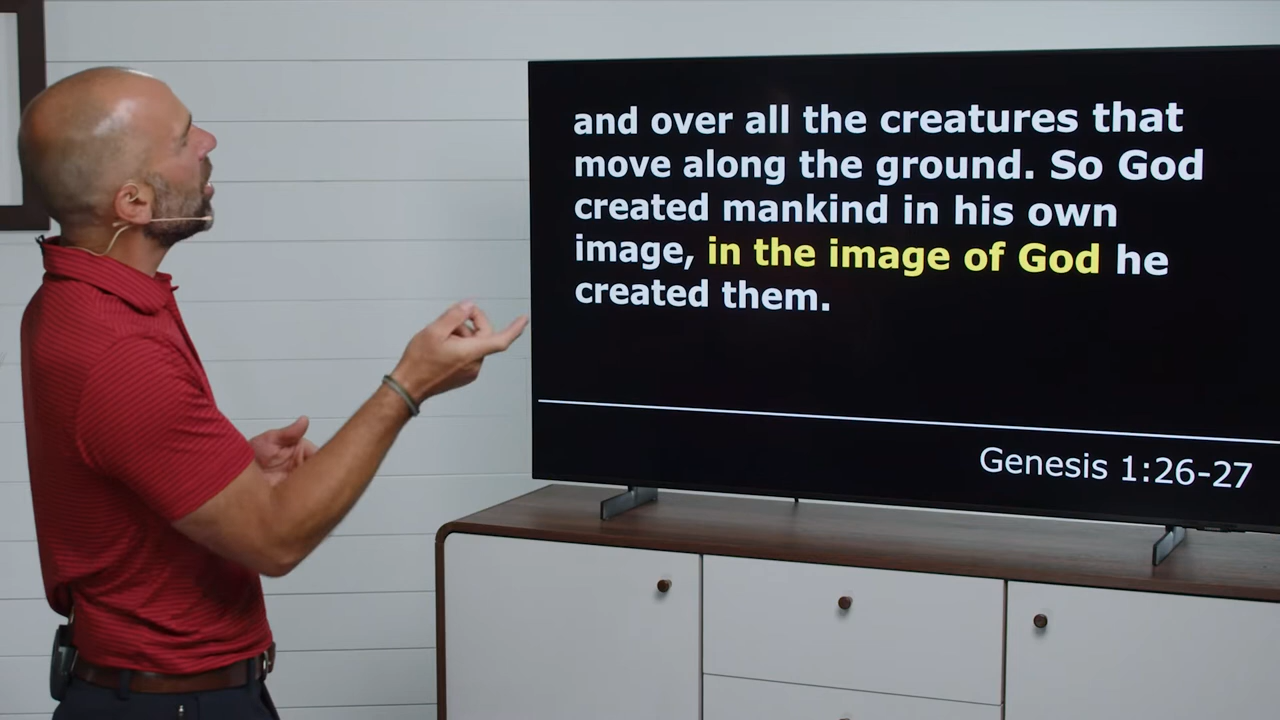 and over all the creatures that
move along the ground. So God
created mankind in his own
image, in the image of God he
created them.
Genesis 1:26-27